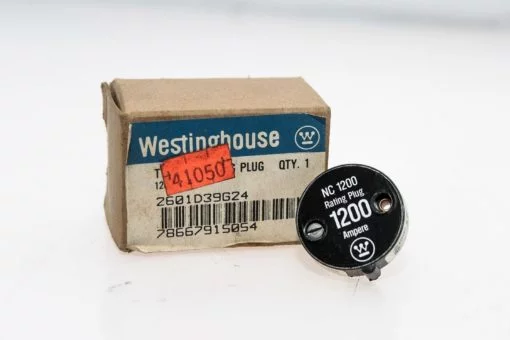 Westinghouse
W
41050
PLUG QTY. 1
2601D39G24
78667915054
NC 1200
Rating Plug
1200
Ampere
W